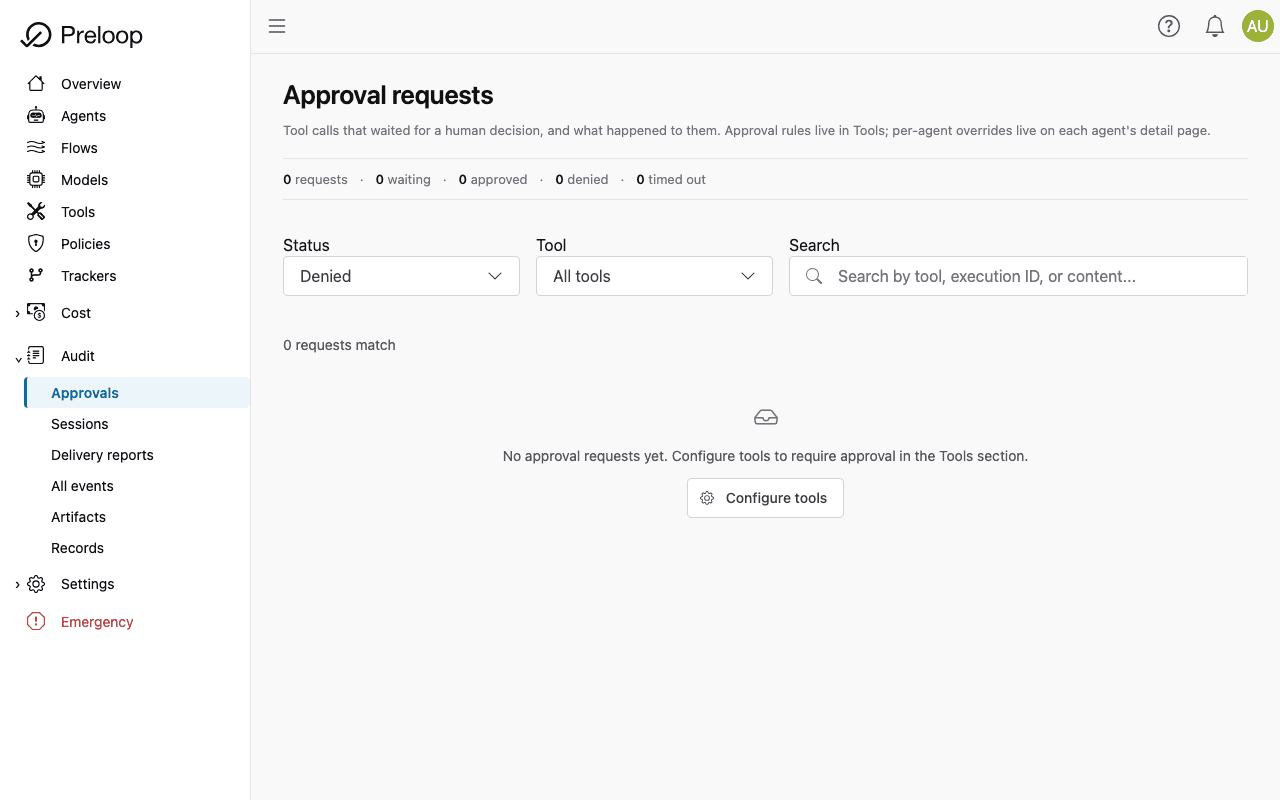 Preloop
AU
Overview
Agents
Flows
Models
Tools
Policies
Trackers
Cost
Audit
Approvals
Sessions
Delivery reports
All events
Artifacts
Records
Settings
Emergency
Approval requests
Tool calls that waited for a human decision, and what happened to them. Approval rules live in Tools; per-agent overrides live on each agent's detail page.
0 requests · 0 waiting · 0 approved · 0 denied · 0 timed out
Status
Denied
Tool
All tools
Search
Search by tool, execution ID, or content...
0 requests match
No approval requests yet. Configure tools to require approval in the Tools section.
Configure tools